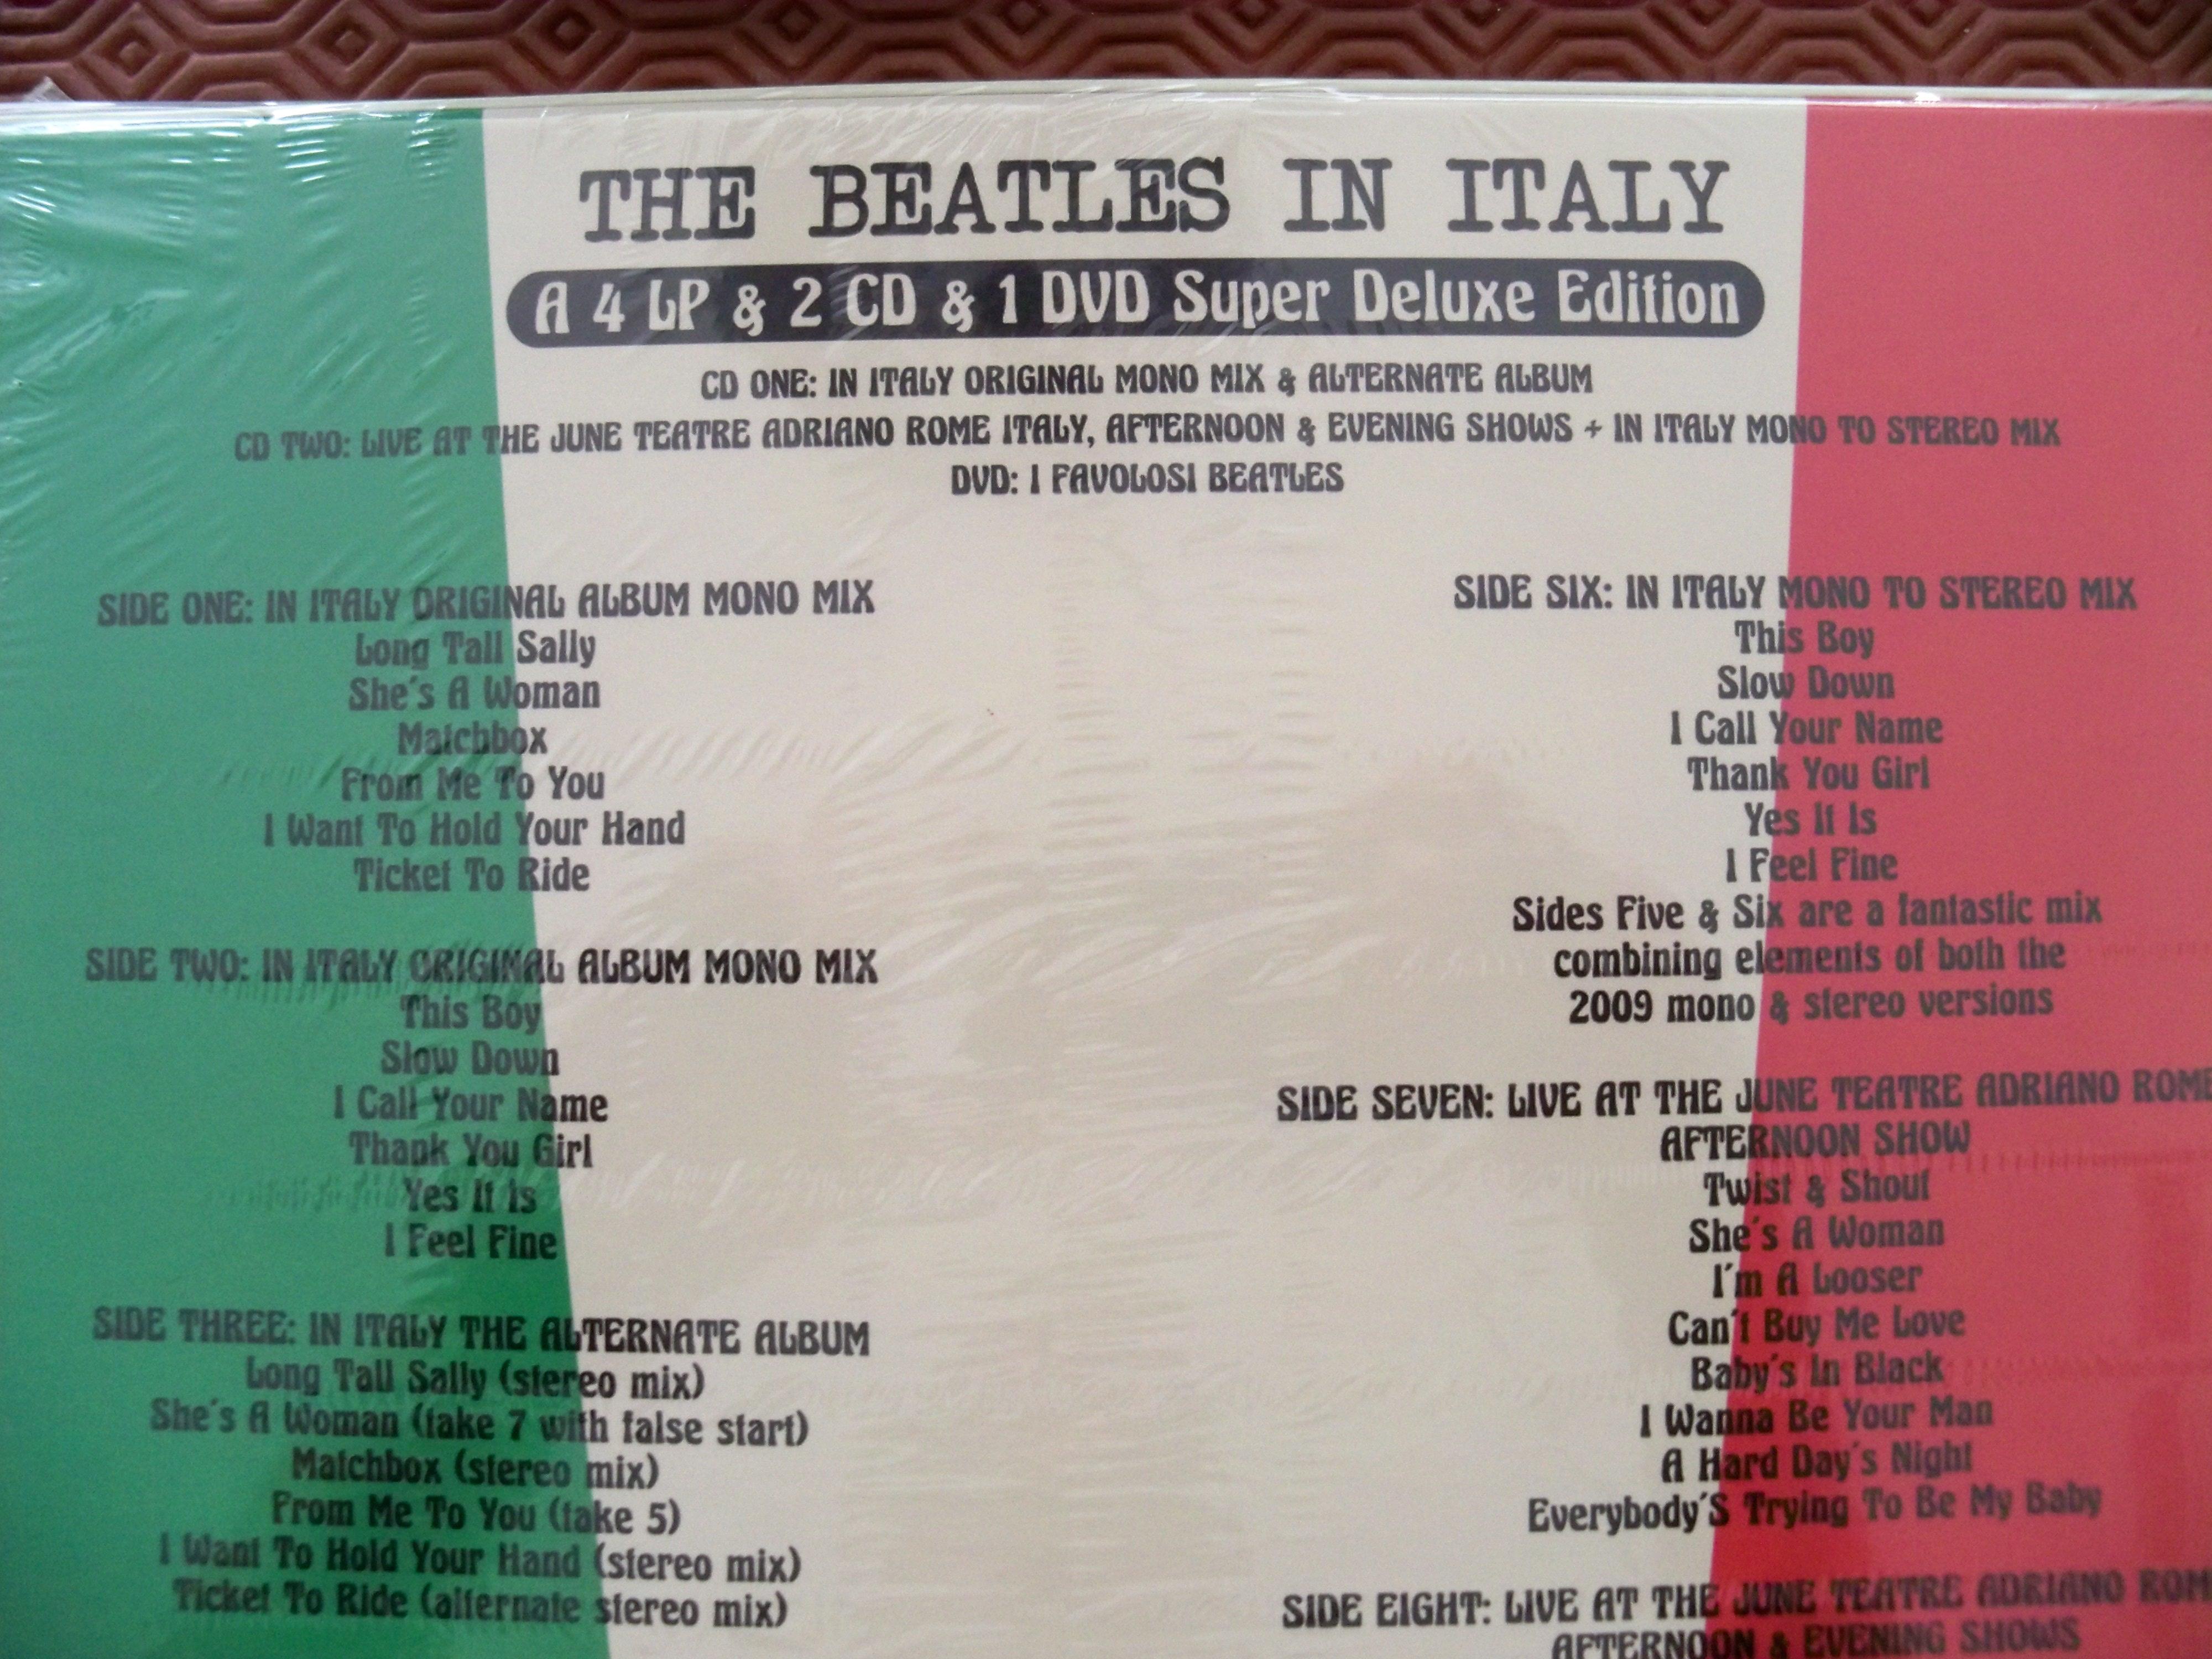 THE BEATLES IN ITALY
A 4 LP & 2 CD & 1 DVD Super Deluxe Edition
CD ONE: IN ITALY ORIGINAL MONO MIX & ALTERNATE ALBUM
CD TWO: LIVE AT THE JUNE TEATRE ADRIANO ROME ITALY, AFTERNOON & EVENING SHOWS + IN ITALY MONO TO STEREO MIX
DVD: I FAVOLOSI BEATLES
SIDE ONE: IN ITALY ORIGINAL ALBUM MONO MIX
Long Tall Sally
She's A Woman
Matchbox
From Me To You
I Want To Hold Your Hand
Ticket To Ride
SIDE TWO: IN ITALY ORIGINAL ALBUM MONO MIX
This Boy
Slow Down
I Call Your Name
Thank You Girl
Yes It Is
I Feel Fine
SIDE THREE: IN ITALY THE ALTERNATE ALBUM
Long Tall Sally (stereo mix)
She's A Woman (take 7 with false start)
Matchbox (stereo mix)
From Me To You (take 5)
I Want To Hold Your Hand (stereo mix)
Ticket To Ride (alternate stereo mix)
SIDE SIX: IN ITALY MONO TO STEREO MIX
This Boy
Slow Down
I Call Your Name
Thank You Girl
Yes It Is
I Feel Fine
Sides Five & Six are a fantastic mix
combining elements of both the
2009 mono & stereo versions
SIDE SEVEN: LIVE AT THE JUNE TEATRE ADRIANO ROME
AFTERNOON SHOW
Twist & Shout
She's A Woman
I'm A Looser
Can't Buy Me Love
Baby's In Black
I Wanna Be Your Man
A Hard Day's Night
Everybody'S Trying To Be My Baby
SIDE EIGHT: LIVE AT THE JUNE TEATRE ADRIANO ROM
AFTERNOON & EVENING SHOWS